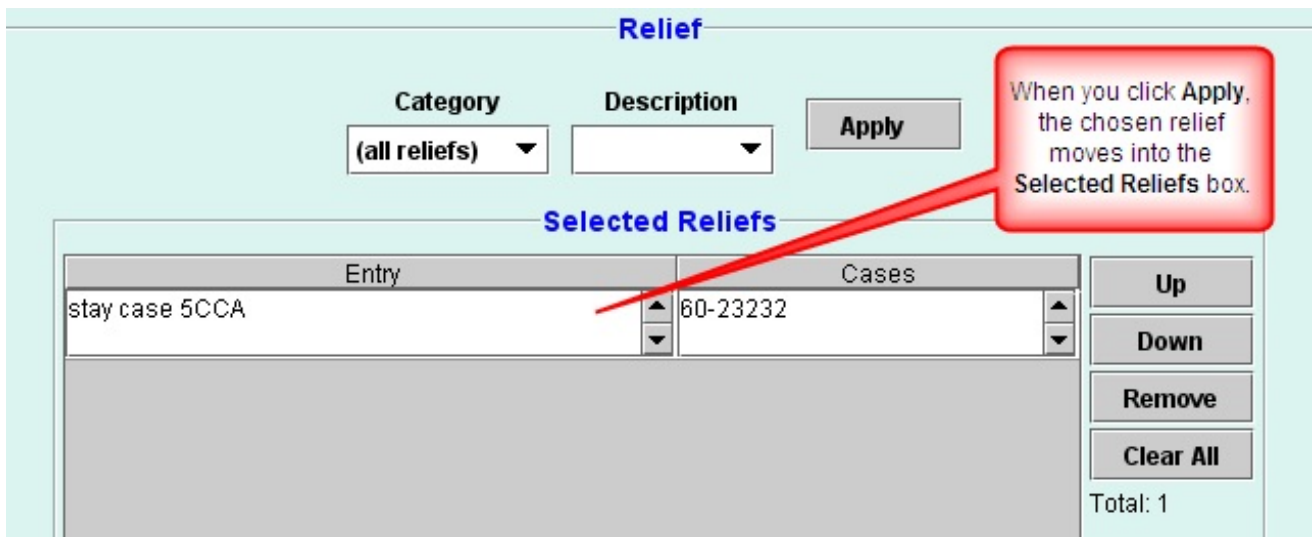 Relief
Category
Description
(all reliefs)
Apply
When you click Apply,
the chosen relief
moves into the
Selected Reliefs box.
Selected Reliefs
Entry
Cases
stay case 5CCA
60-23232
Up
Down
Remove
Clear All
Total: 1